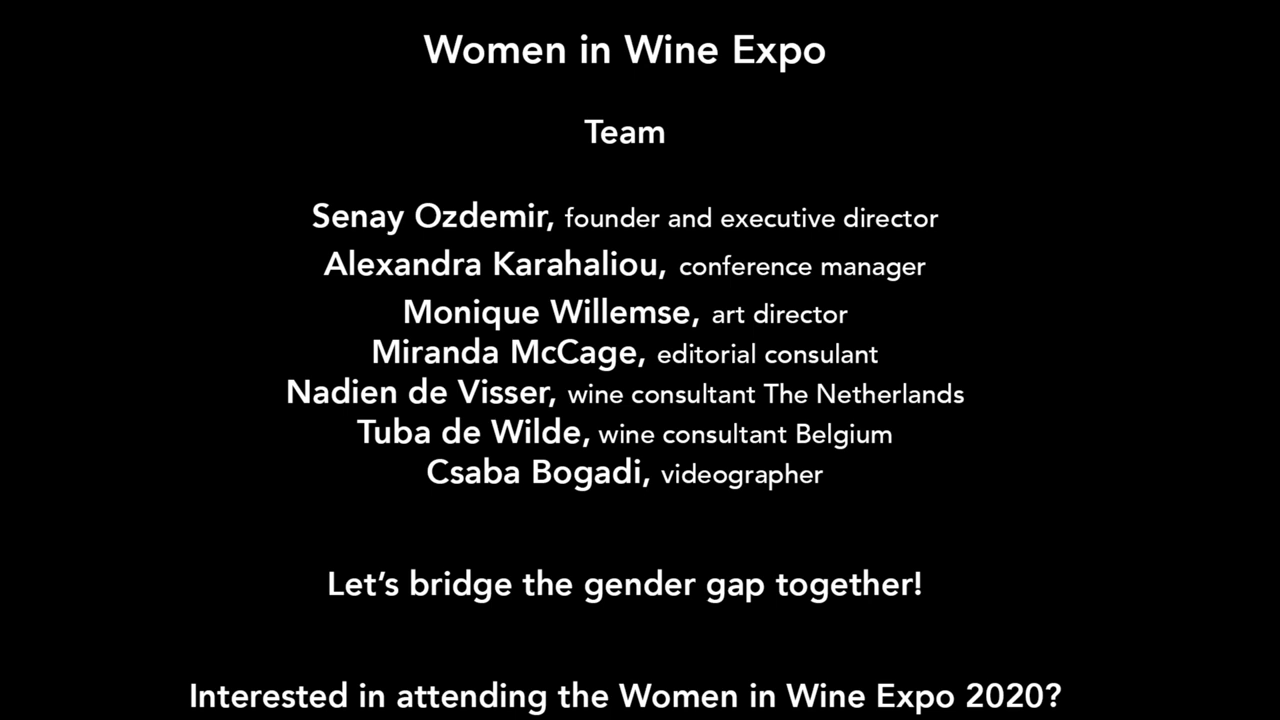 Women in Wine Expo
Team
Senay Ozdemir, founder and executive director
Alexandra Karahaliou, conference manager
Monique Willemse, art director
Miranda McCage, editorial consulant
Nadien de Visser, wine consultant The Netherlands
Tuba de Wilde, wine consultant Belgium
Csaba Bogadi, videographer
Let’s bridge the gender gap together!
Interested in attending the Women in Wine Expo 2020?